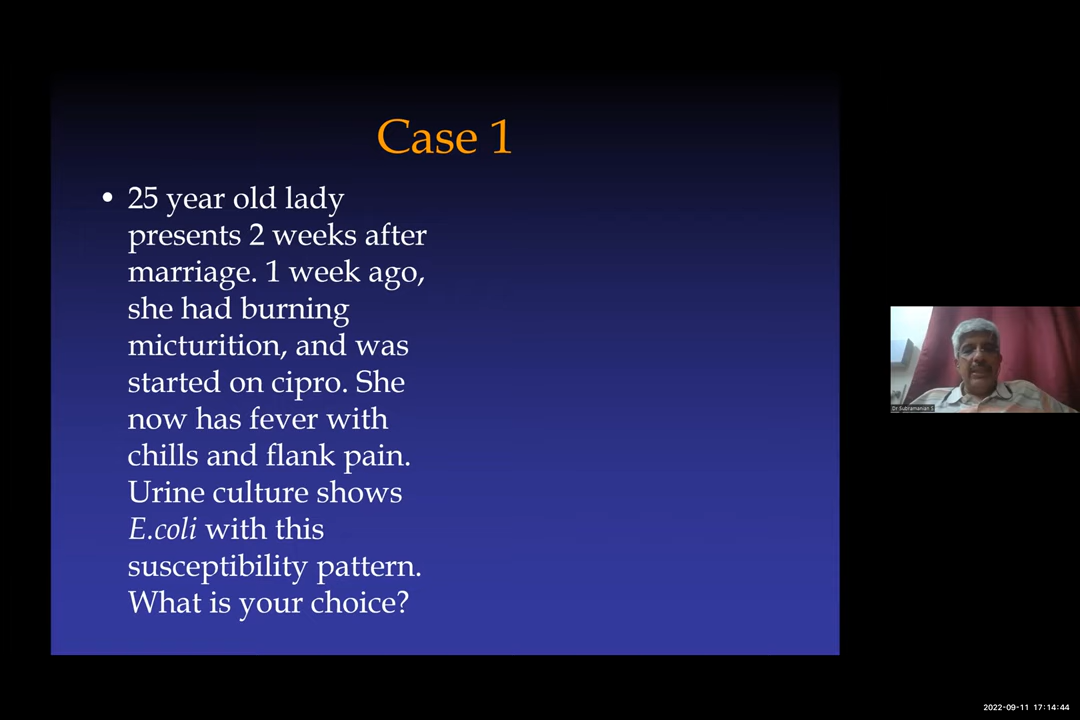 Case 1
• 25 year old lady
presents 2 weeks after
marriage. 1 week ago,
she had burning
micturition, and was
started on cipro. She
now has fever with
chills and flank pain.
Urine culture shows
E.coli with this
susceptibility pattern.
What is your choice?
Dr Subramanian S
2022-09-11 17:14:44